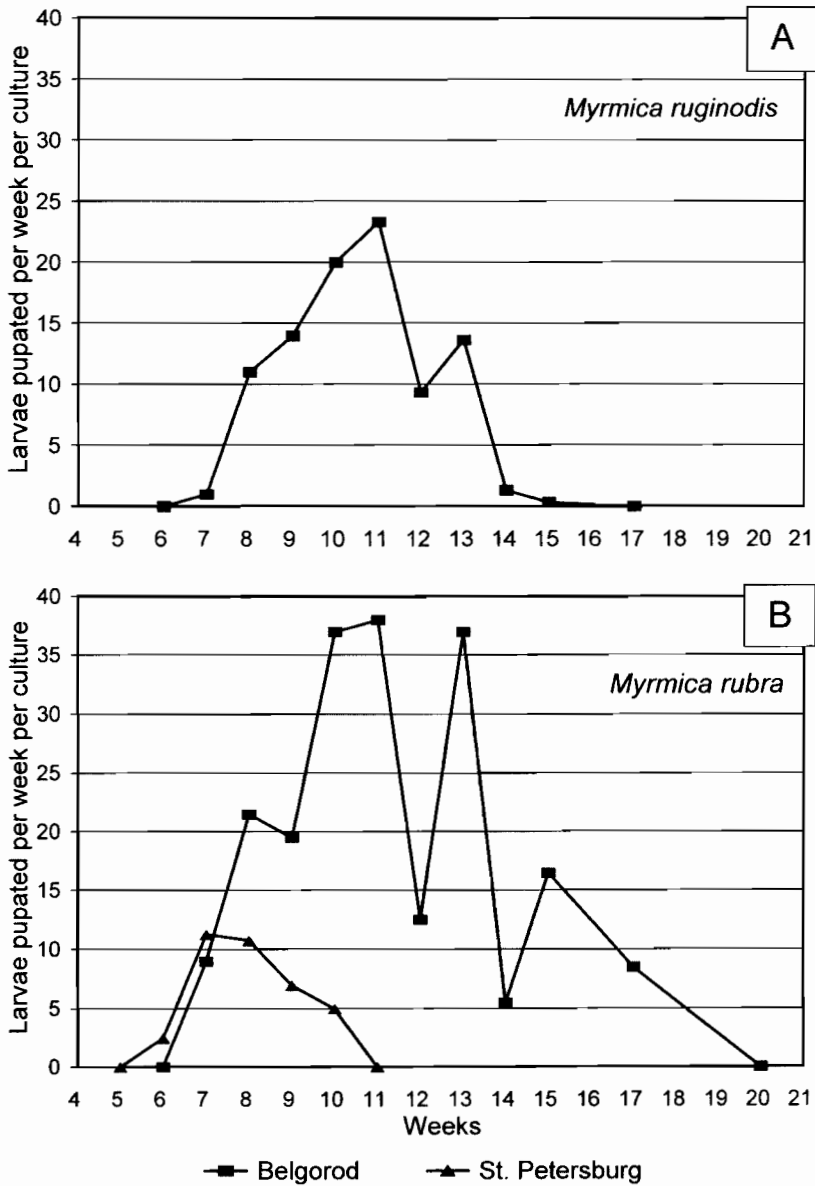 A
Myrmica ruginodis
Larvae pupated per week per culture
40
35
30
25
20
15
10
5
0
4 5 6 7 8 9 10 11 12 13 14 15 16 17 18 19 20 21
B
Myrmica rubra
Larvae pupated per week per culture
40
35
30
25
20
15
10
5
0
4 5 6 7 8 9 10 11 12 13 14 15 16 17 18 19 20 21
Weeks
Belgorod St. Petersburg